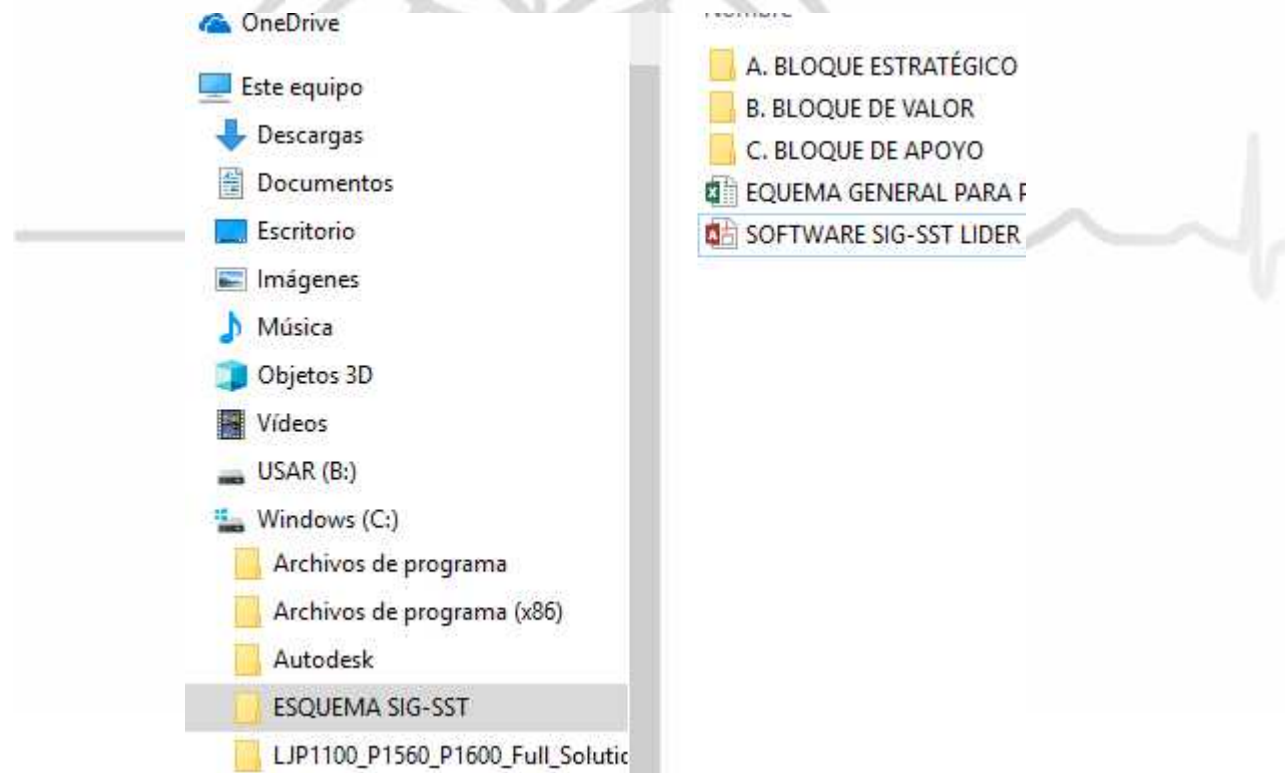 OneDrive
Este equipo
Descargas
Documentos
Escritorio
Imágenes
Música
Objetos 3D
Vídeos
USAR (B:)
Windows (C:)
Archivos de programa
Archivos de programa (x86)
Autodesk
ESQUEMA SIG-SST
LJP1100_P1560_P1600_Full_Solutic
Nombre
A. BLOQUE ESTRATÉGICO
B. BLOQUE DE VALOR
C. BLOQUE DE APOYO
EQUEMA GENERAL PARA P
SOFTWARE SIG-SST LIDER